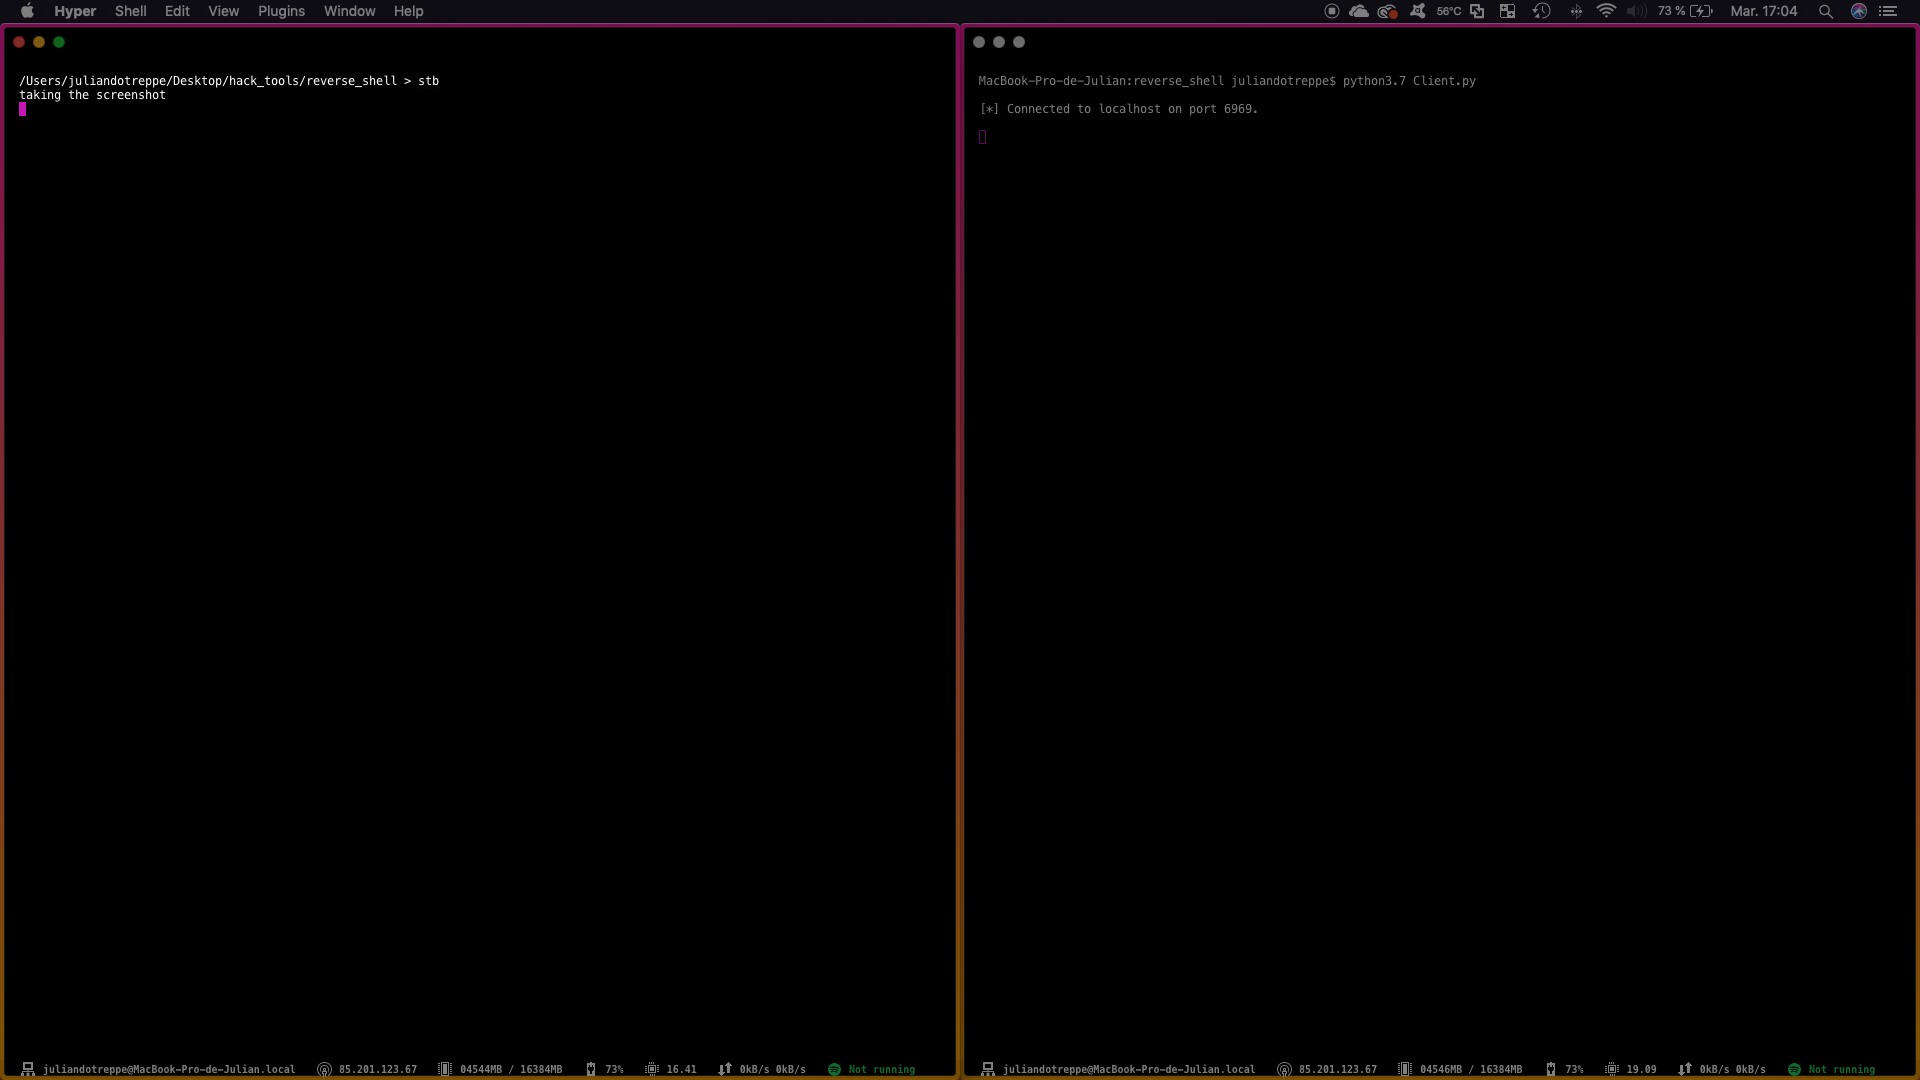 Hyper Shell Edit View Plugins Window Help 56°C 73 % Mar. 17:04
/Users/juliandotreppe/Desktop/hack_tools/reverse_shell > stb
taking the screenshot
juliandotreppe@MacBook-Pro-de-Julian.local 85.201.123.67 04544MB / 16384MB 73% 16.41 0kB/s 0kB/s Not running
MacBook-Pro-de-Julian:reverse_shell juliandotreppe$ python3.7 Client.py
[*] Connected to localhost on port 6969.
juliandotreppe@MacBook-Pro-de-Julian.local 85.201.123.67 04546MB / 16384MB 73% 19.09 0kB/s 0kB/s Not running